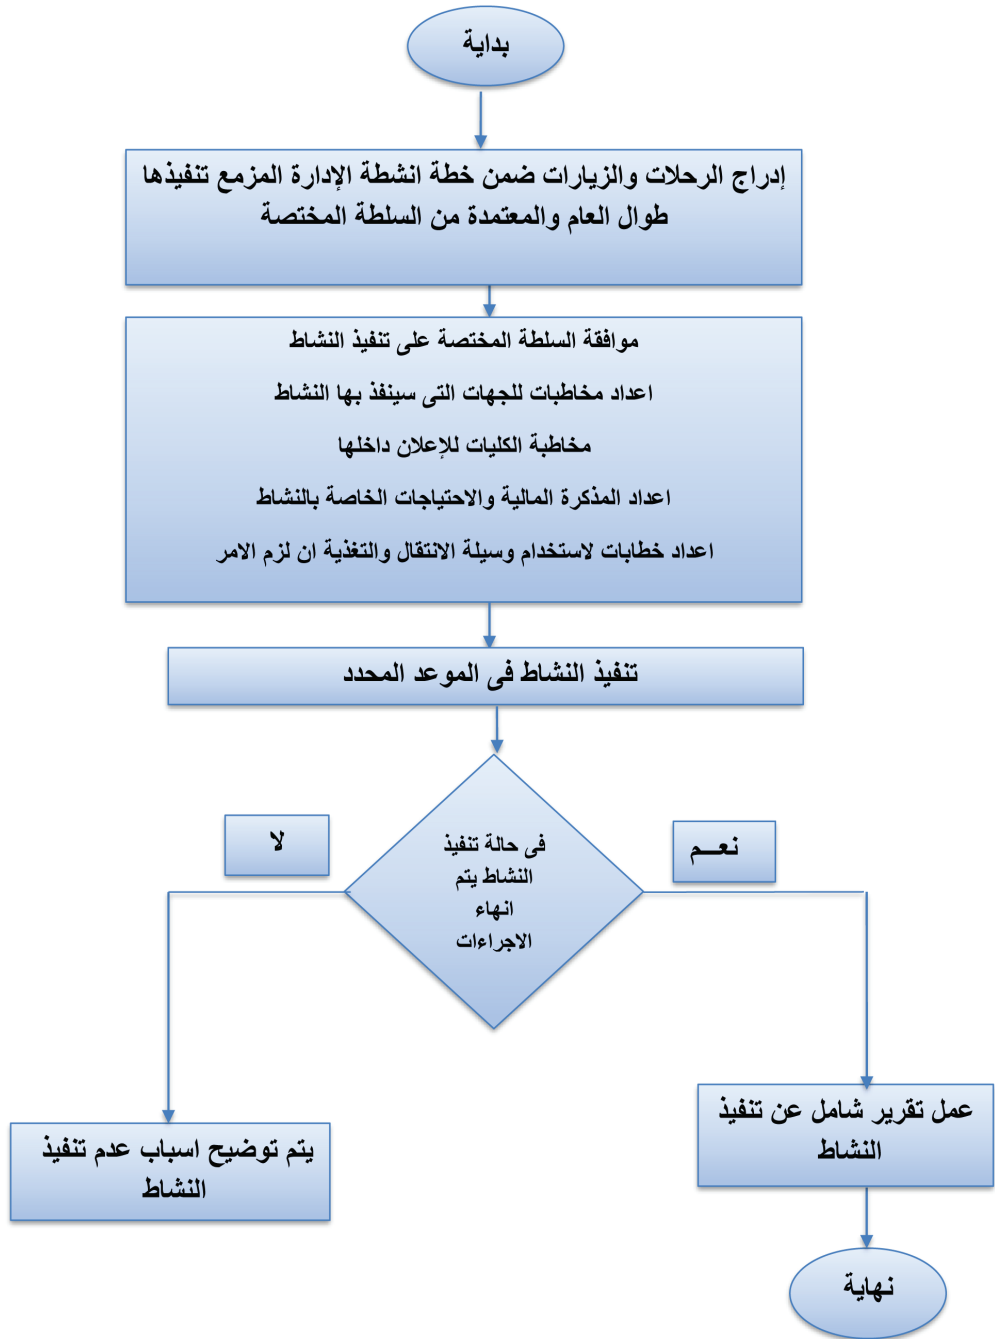 بداية
إدراج الرحلات والزيارات ضمن خطة انشطة الإدارة المزمع تنفيذها
طوال العام والمعتمدة من السلطة المختصة
موافقة السلطة المختصة على تنفيذ النشاط
اعداد مخاطبات للجهات التى سينفذ بها النشاط
مخاطبة الكليات للإعلان داخلها
اعداد المذكرة المالية والاحتياجات الخاصة بالنشاط
اعداد خطابات لاستخدام وسيلة الانتقال والتغذية ان لزم الامر
تنفيذ النشاط فى الموعد المحدد
فى حالة تنفيذ
النشاط يتم
انهاء
الاجراءات
نعـــم
لا
عمل تقرير شامل عن تنفيذ
النشاط
يتم توضيح اسباب عدم تنفيذ
النشاط
نهاية